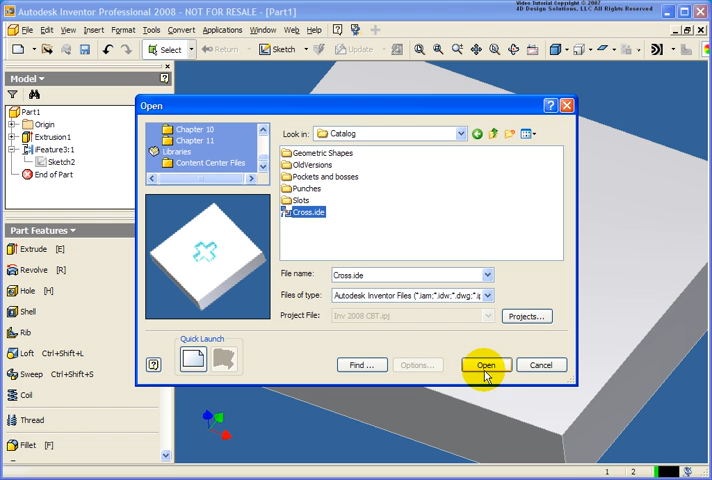 Video Tutorial Copyright © 2007
4D Design Solutions, LLC All Rights Reserved
Autodesk Inventor Professional 2008 - NOT FOR RESALE - [Part1]
File Edit View Insert Format Tools Convert Applications Window Web Help
Select Return Sketch Update
Model
Part1
Origin
Extrusion1
iFeature3:1
Sketch2
End of Part
Part Features
Extrude [E]
Revolve [R]
Hole [H]
Shell
Rib
Loft Ctrl+Shift+L
Sweep Ctrl+Shift+S
Coil
Thread
Fillet [F]
Open
Chapter 10
Chapter 11
Libraries
Content Center Files
Look in: Catalog
Geometric Shapes
OldVersions
Pockets and bosses
Punches
Slots
Cross.ide
File name: Cross.ide
Files of type: Autodesk Inventor Files (*.iam;*.idw;*.dwg;*.ip
Project File: Inv 2008 CBT.ipj Projects...
Quick Launch
Find ... Options... Open Cancel
1 2